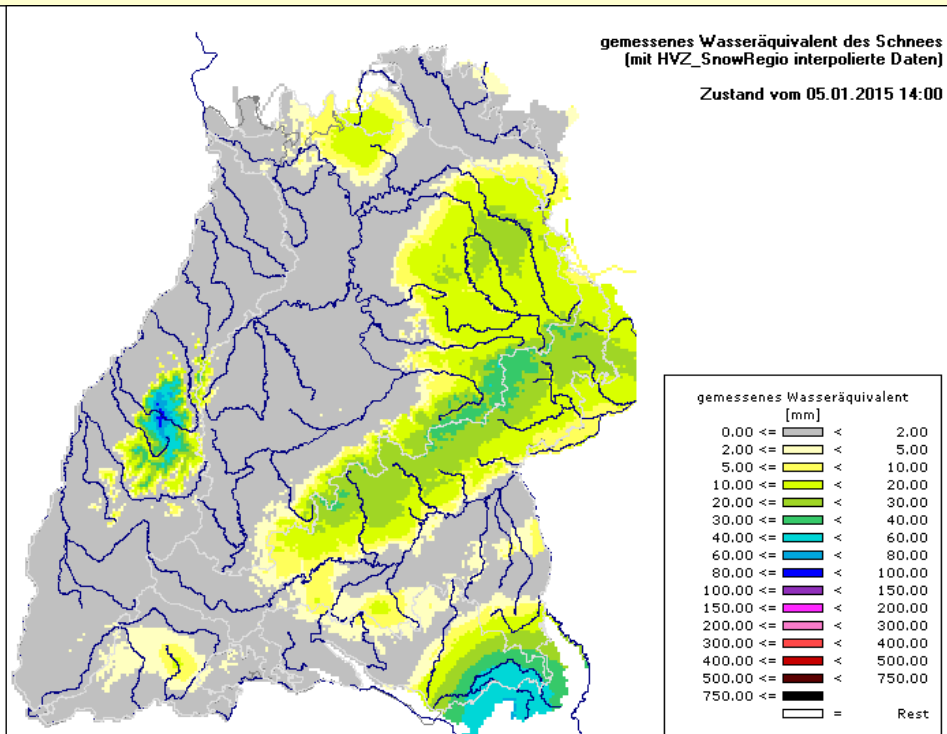 gemessenes Wasseräquivalent des Schnees
(mit HVZ_SnowRegio interpolierte Daten)
Zustand vom 05.01.2015 14:00
gemessenes Wasseräquivalent
[mm]
0.00 <= < 2.00
2.00 <= < 5.00
5.00 <= < 10.00
10.00 <= < 20.00
20.00 <= < 30.00
30.00 <= < 40.00
40.00 <= < 60.00
60.00 <= < 80.00
80.00 <= < 100.00
100.00 <= < 150.00
150.00 <= < 200.00
200.00 <= < 300.00
300.00 <= < 400.00
400.00 <= < 500.00
500.00 <= < 750.00
750.00 <=
= Rest